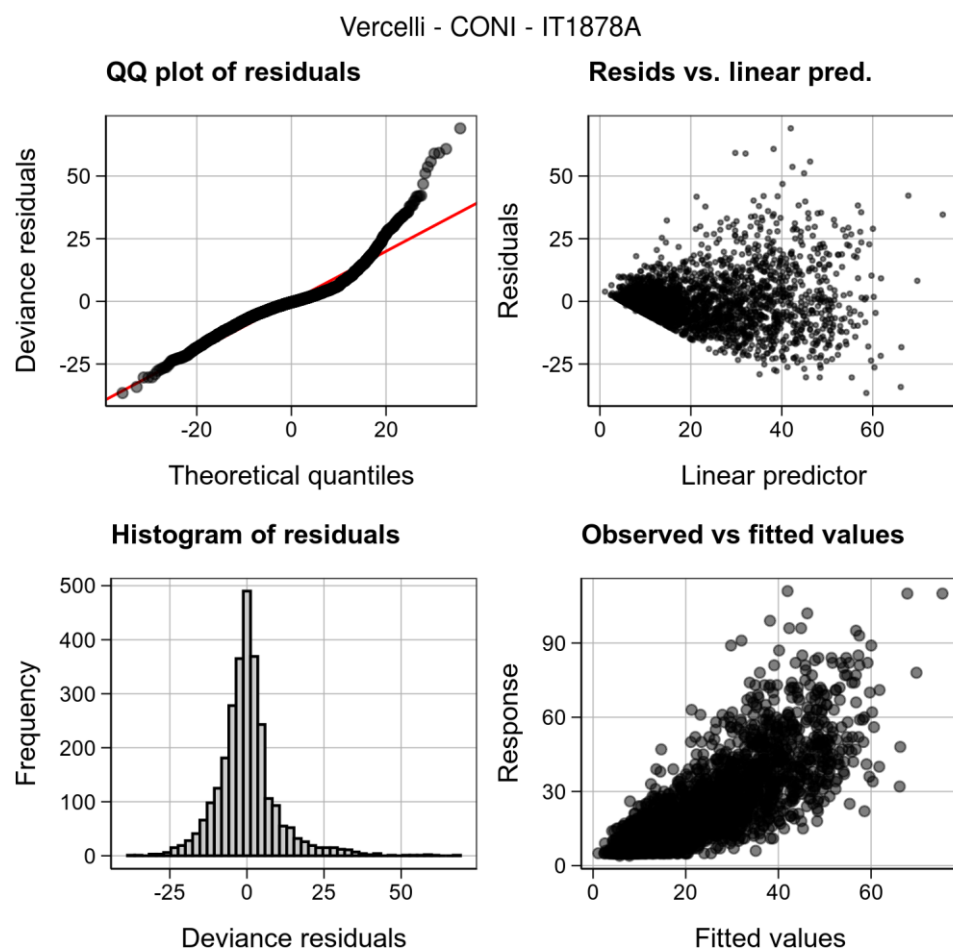 Vercelli - CONI - IT1878A
QQ plot of residuals
Deviance residuals
50
25
0
-25
-20
0
20
Theoretical quantiles
Resids vs. linear pred.
Residuals
50
25
0
-25
0
20
40
60
Linear predictor
Histogram of residuals
Frequency
500
400
300
200
100
0
-25
0
25
50
Deviance residuals
Observed vs fitted values
Response
90
60
30
0
0
20
40
60
Fitted values